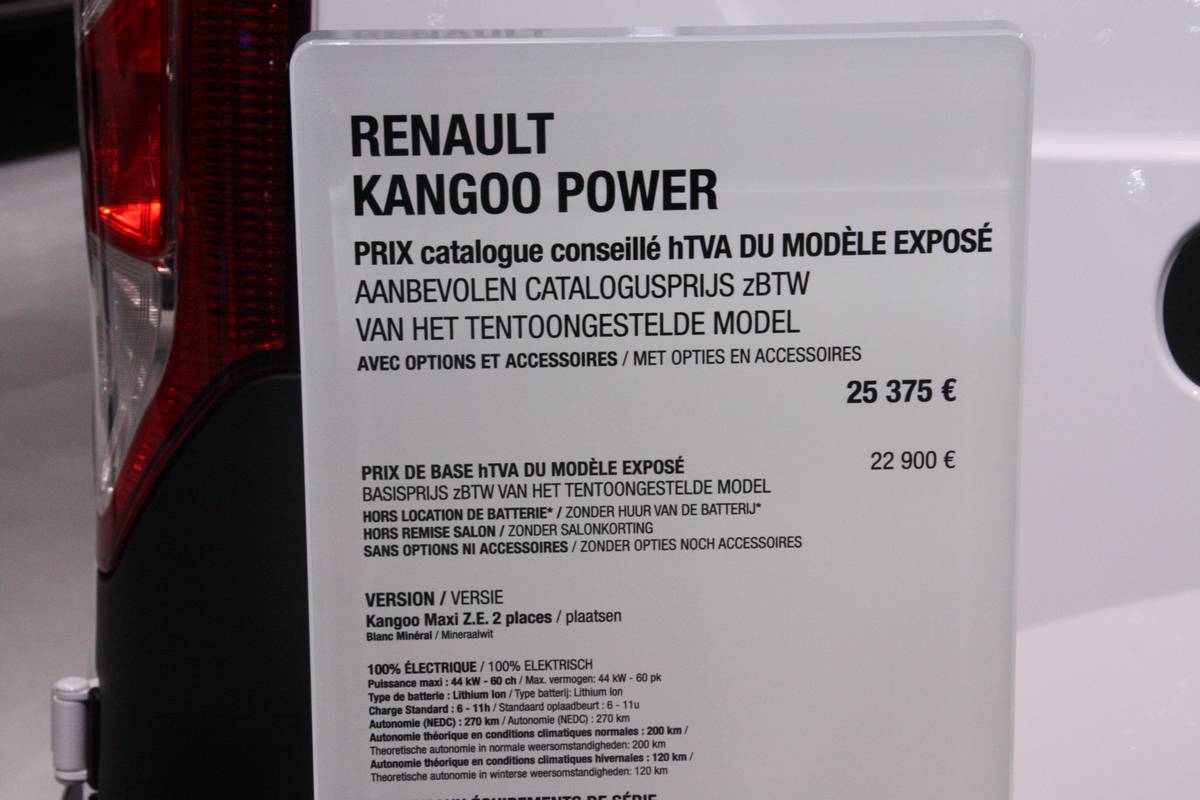 RENAULT
KANGOO POWER
PRIX catalogue conseillé hTVA DU MODÈLE EXPOSÉ
AANBEVOLEN CATALOGUSPRIJS zBTW
VAN HET TENTOONGESTELDE MODEL
AVEC OPTIONS ET ACCESSOIRES / MET OPTIES EN ACCESSOIRES
25 375 €
PRIX DE BASE hTVA DU MODÈLE EXPOSÉ 22 900 €
BASISPRIJS zBTW VAN HET TENTOONGESTELDE MODEL
HORS LOCATION DE BATTERIE* / ZONDER HUUR VAN DE BATTERIJ*
HORS REMISE SALON / ZONDER SALONKORTING
SANS OPTIONS NI ACCESSOIRES / ZONDER OPTIES NOCH ACCESSOIRES
VERSION / VERSIE
Kangoo Maxi Z.E. 2 places / plaatsen
Blanc Minéral / Mineraalwit
100% ÉLECTRIQUE / 100% ELEKTRISCH
Puissance maxi : 44 kW - 60 ch / Max. vermogen: 44 kW - 60 pk
Type de batterie : Lithium Ion / Type batterij: Lithium Ion
Charge Standard : 6 - 11h / Standaard oplaadbeurt : 6 - 11u
Autonomie (NEDC) : 270 km / Autonomie (NEDC) : 270 km
Autonomie théorique en conditions climatiques normales : 200 km /
Theoretische autonomie in normale weersomstandigheden: 200 km
Autonomie théorique en conditions climatiques hivernales : 120 km /
Theoretische autonomie in winterse weersomstandigheden: 120 km
ÉQUIPEMENTS DE SÉRIE